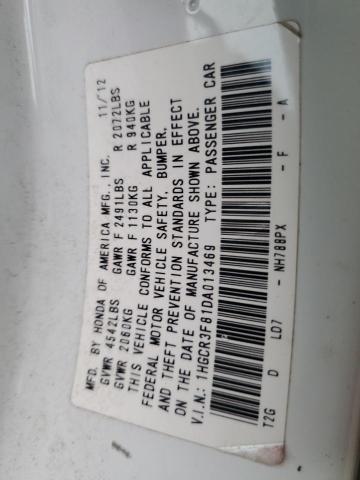 MFD. BY HONDA OF AMERICA MFG., INC. 11/12
GVWR 4542LBS GAWR F 2491LBS R 2072LBS
GVWR 2060KG GAWR F 1130KG R 940KG
THIS VEHICLE CONFORMS TO ALL APPLICABLE
FEDERAL MOTOR VEHICLE SAFETY, BUMPER,
AND THEFT PREVENTION STANDARDS IN EFFECT
ON THE DATE OF MANUFACTURE SHOWN ABOVE.
V.I.N.: 1HGCR3F81DA013469 TYPE: PASSENGER CAR
T2G D LD7 - NH788PX - F - A